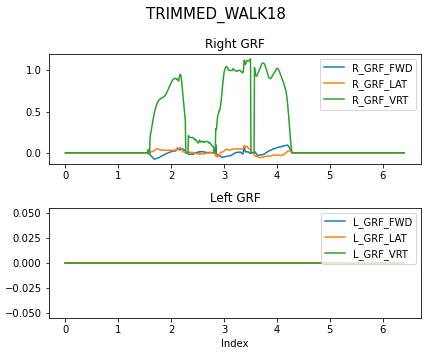 TRIMMED_WALK18
Right GRF
R_GRF_FWD
R_GRF_LAT
R_GRF_VRT
1.0
0.5
0.0
0 1 2 3 4 5 6
Left GRF
L_GRF_FWD
L_GRF_LAT
L_GRF_VRT
0.050
0.025
0.000
−0.025
−0.050
0 1 2 3 4 5 6
Index